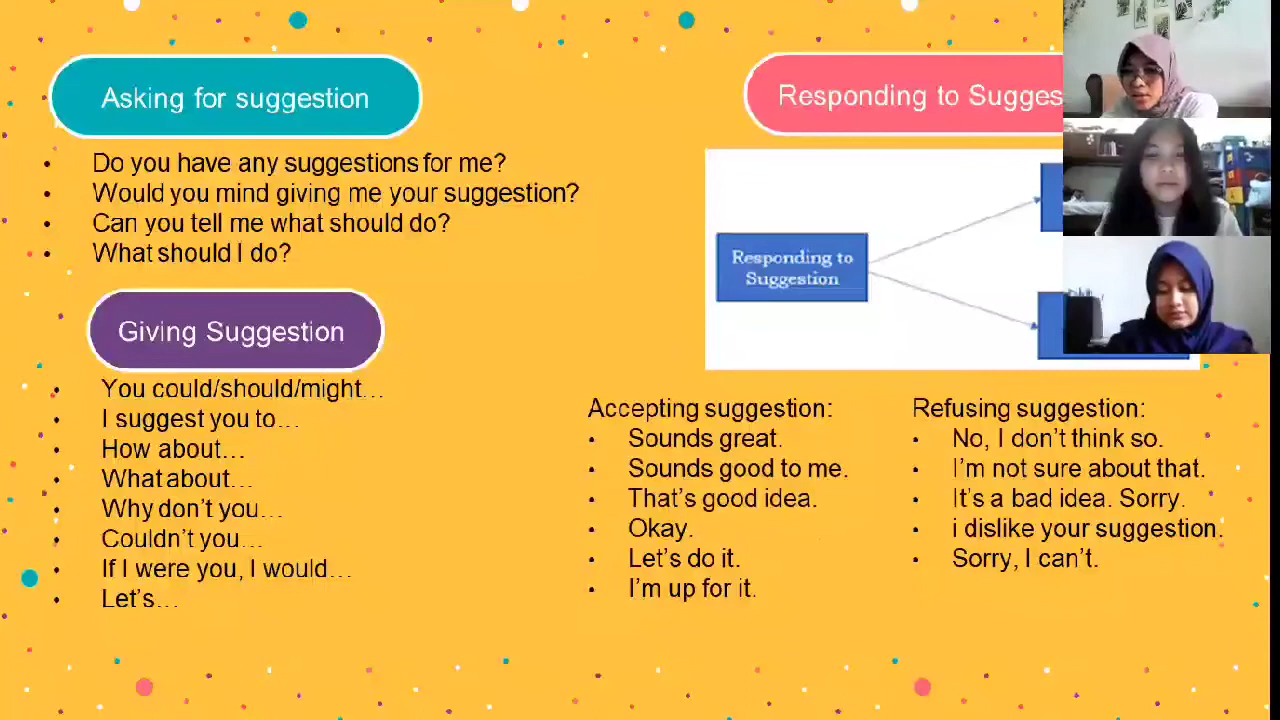 Asking for suggestion
• Do you have any suggestions for me?
• Would you mind giving me your suggestion?
• Can you tell me what should do?
• What should I do?
Giving Suggestion
• You could/should/might…
• I suggest you to…
• How about…
• What about…
• Why don’t you…
• Couldn’t you…
• If I were you, I would…
• Let’s…
Responding to Sugges
Responding to
Suggestion
Accepting suggestion:
• Sounds great.
• Sounds good to me.
• That’s good idea.
• Okay.
• Let’s do it.
• I’m up for it.
Refusing suggestion:
• No, I don’t think so.
• I’m not sure about that.
• It’s a bad idea. Sorry.
• i dislike your suggestion.
• Sorry, I can’t.